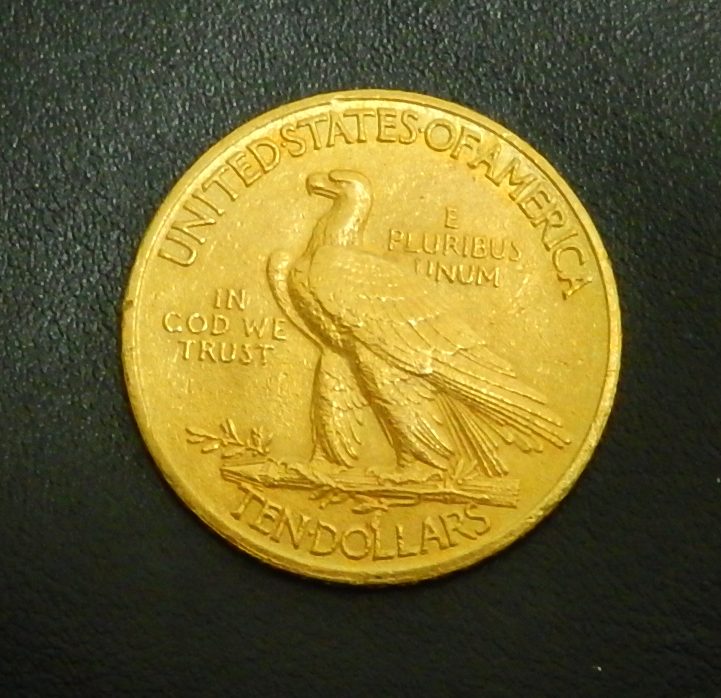 UNITED·STATES·OF·AMERICA
E
PLURIBUS
UNUM
IN
GOD WE
TRUST
TEN·DOLLARS